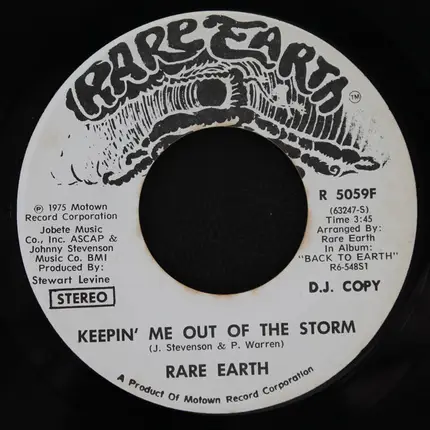 RARE EARTH
TM
℗ 1975 Motown
Record Corporation
Jobete Music
Co., Inc. ASCAP &
Johnny Stevenson
Music Co. BMI
Produced By:
Stewart Levine
STEREO
R 5059F
(63247-S)
Time 3:45
Arranged By:
Rare Earth
In Album:
"BACK TO EARTH"
R6-548S1
D.J. COPY
KEEPIN' ME OUT OF THE STORM
(J. Stevenson & P. Warren)
RARE EARTH
A Product Of Motown Record Corporation